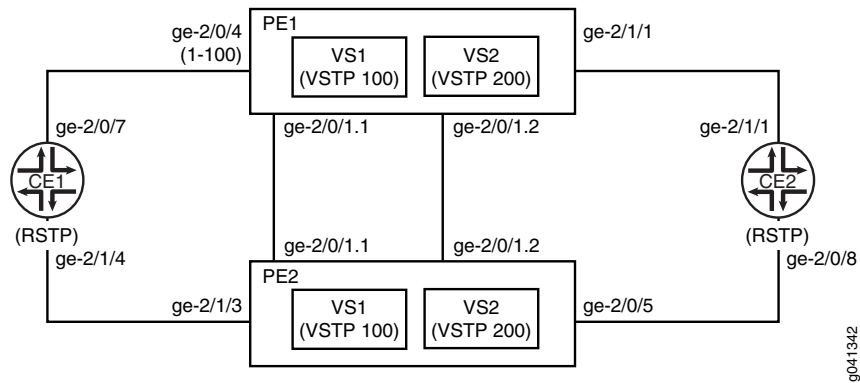 PE1
ge-2/0/4
(1-100)
ge-2/1/1
VS1
(VSTP 100)
VS2
(VSTP 200)
ge-2/0/7
ge-2/0/1.1
ge-2/0/1.2
ge-2/1/1
CE1
CE2
(RSTP)
(RSTP)
ge-2/1/4
ge-2/0/1.1
ge-2/0/1.2
ge-2/0/8
PE2
ge-2/1/3
ge-2/0/5
VS1
(VSTP 100)
VS2
(VSTP 200)
g041342